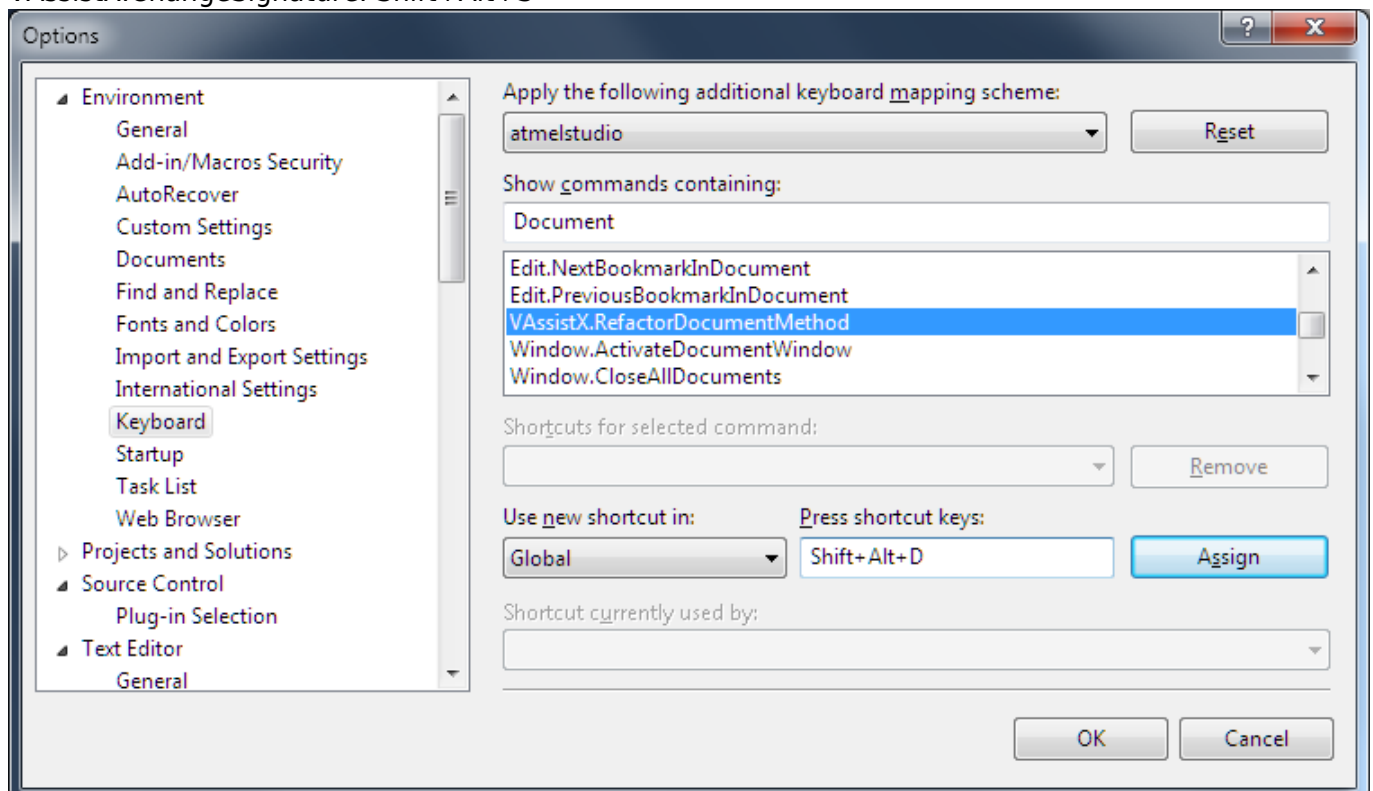 Options
Environment
General
Add-in/Macros Security
AutoRecover
Custom Settings
Documents
Find and Replace
Fonts and Colors
Import and Export Settings
International Settings
Keyboard
Startup
Task List
Web Browser
Projects and Solutions
Source Control
Plug-in Selection
Text Editor
General
Apply the following additional keyboard mapping scheme:
atmelstudio
Reset
Show commands containing:
Document
Edit.NextBookmarkInDocument
Edit.PreviousBookmarkInDocument
VAssistX.RefactorDocumentMethod
Window.ActivateDocumentWindow
Window.CloseAllDocuments
Shortcuts for selected command:
Remove
Use new shortcut in: Press shortcut keys:
Global Shift+Alt+D Assign
Shortcut currently used by:
OK Cancel